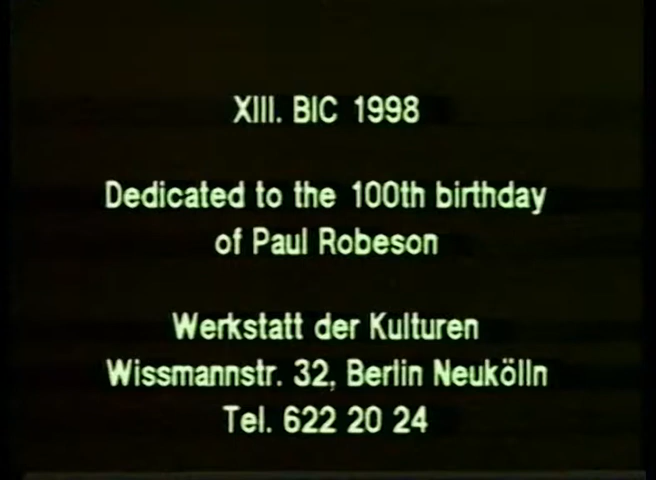 XIII. BIC 1998
Dedicated to the 100th birthday
of Paul Robeson
Werkstatt der Kulturen
Wissmannstr. 32, Berlin Neukölln
Tel. 622 20 24